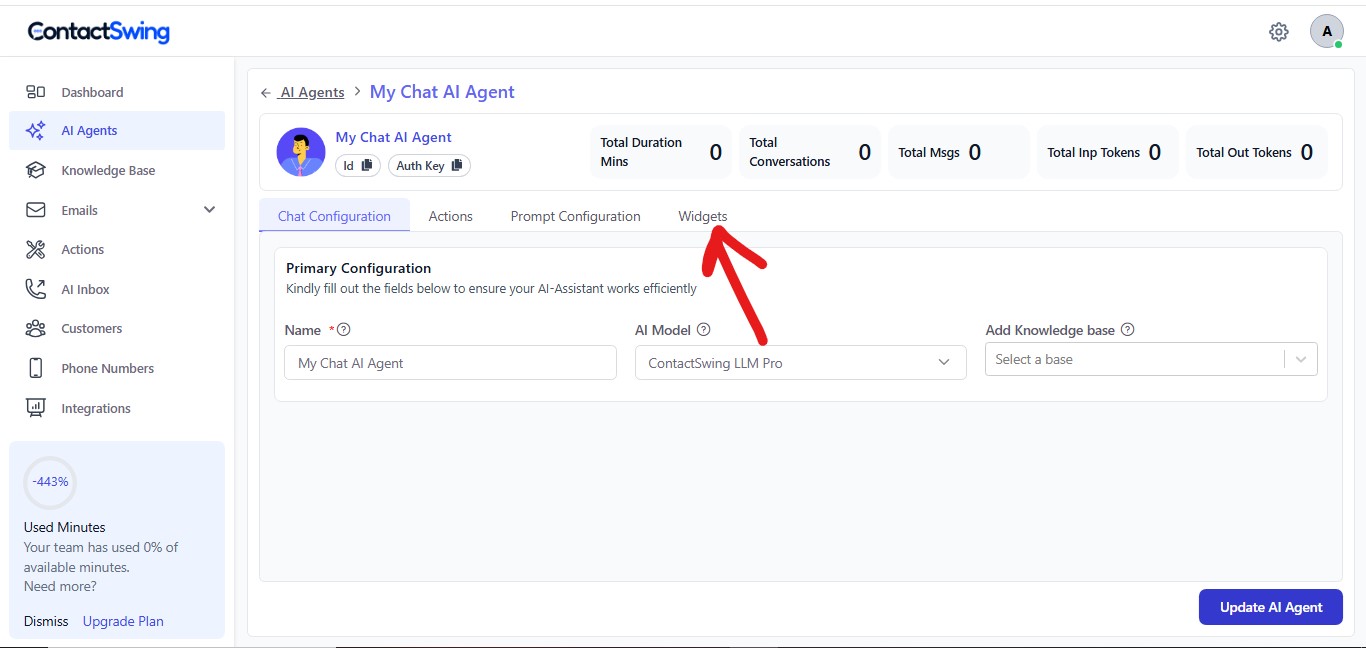 ContactSwing
A
Dashboard
AI Agents
Knowledge Base
Emails
Actions
AI Inbox
Customers
Phone Numbers
Integrations
-443%
Used Minutes
Your team has used 0% of
available minutes.
Need more?
Dismiss Upgrade Plan
← AI Agents > My Chat AI Agent
My Chat AI Agent
Id Auth Key
Total Duration
Mins
0
Total
Conversations
0
Total Msgs 0
Total Inp Tokens 0
Total Out Tokens 0
Chat Configuration Actions Prompt Configuration Widgets
Primary Configuration
Kindly fill out the fields below to ensure your AI-Assistant works efficiently
Name * ?
My Chat AI Agent
AI Model ?
ContactSwing LLM Pro
Add Knowledge base ?
Select a base
Update AI Agent